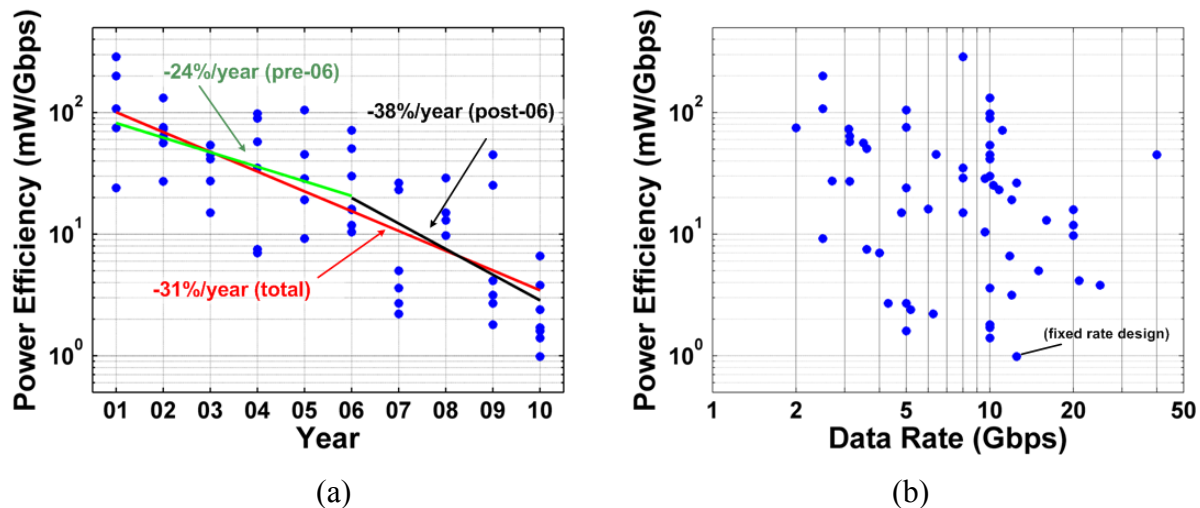 Power Efficiency (mW/Gbps)
10²
10¹
10⁰
-24%/year (pre-06)
-38%/year (post-06)
-31%/year (total)
01 02 03 04 05 06 07 08 09 10
Year
(a)
Power Efficiency (mW/Gbps)
10²
10¹
10⁰
(fixed rate design)
1 2 5 10 20 50
Data Rate (Gbps)
(b)